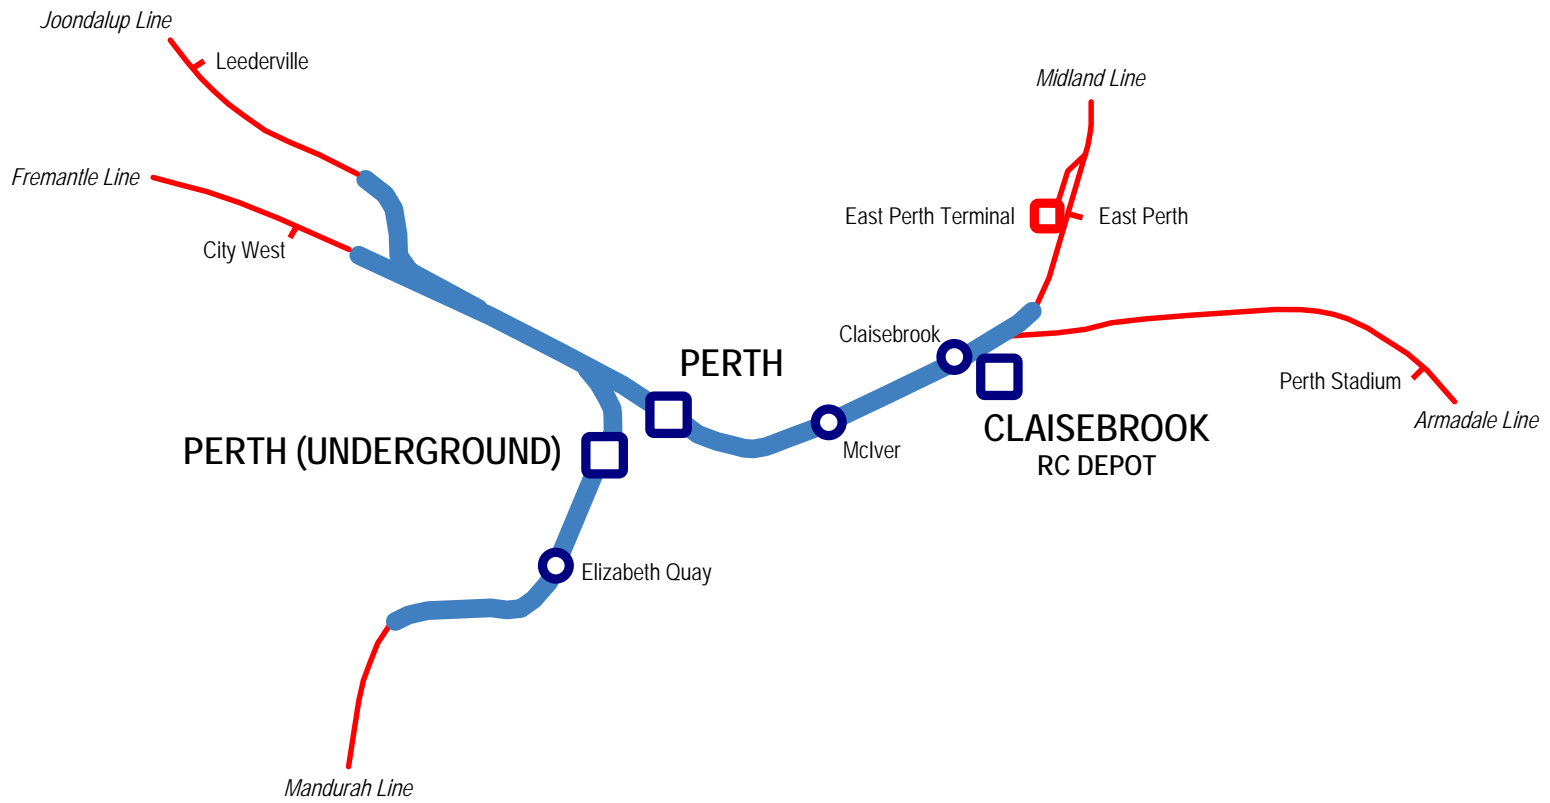 Joondalup Line
Leederville
Midland Line
Fremantle Line
East Perth Terminal
East Perth
City West
Claisebrook
PERTH
Perth Stadium
Armadale Line
CLAISEBROOK
RC DEPOT
McIver
PERTH (UNDERGROUND)
Elizabeth Quay
Mandurah Line